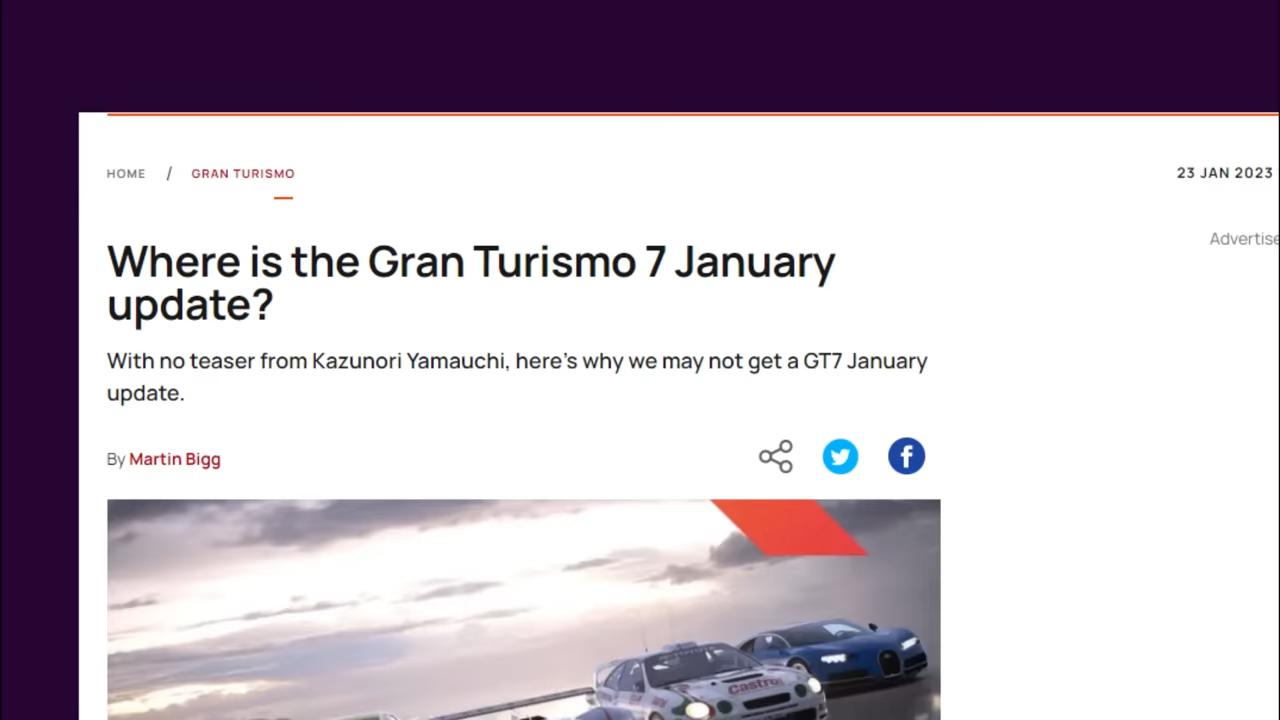 HOME / GRAN TURISMO
23 JAN 2023
Advertise
Where is the Gran Turismo 7 January
update?
With no teaser from Kazunori Yamauchi, here's why we may not get a GT7 January
update.
By Martin Bigg
Castrol